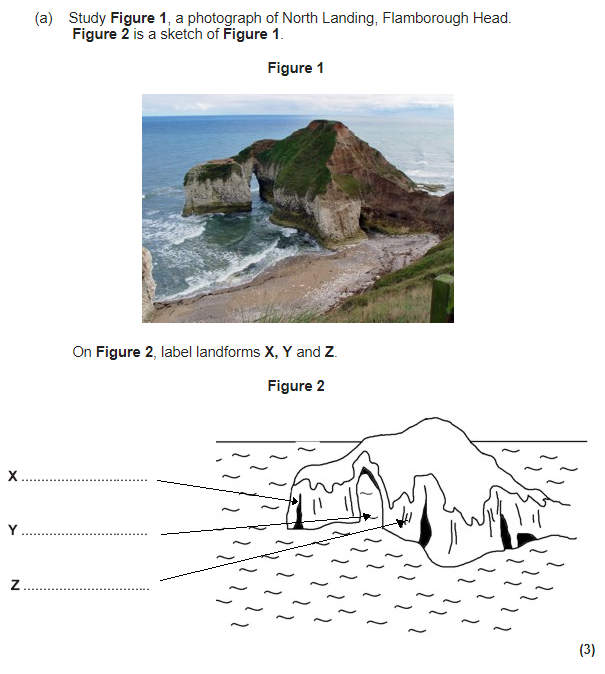 (a) Study Figure 1, a photograph of North Landing, Flamborough Head.
Figure 2 is a sketch of Figure 1.
Figure 1
On Figure 2, label landforms X, Y and Z.
Figure 2
X ....................................
Y ....................................
Z ....................................
(3)